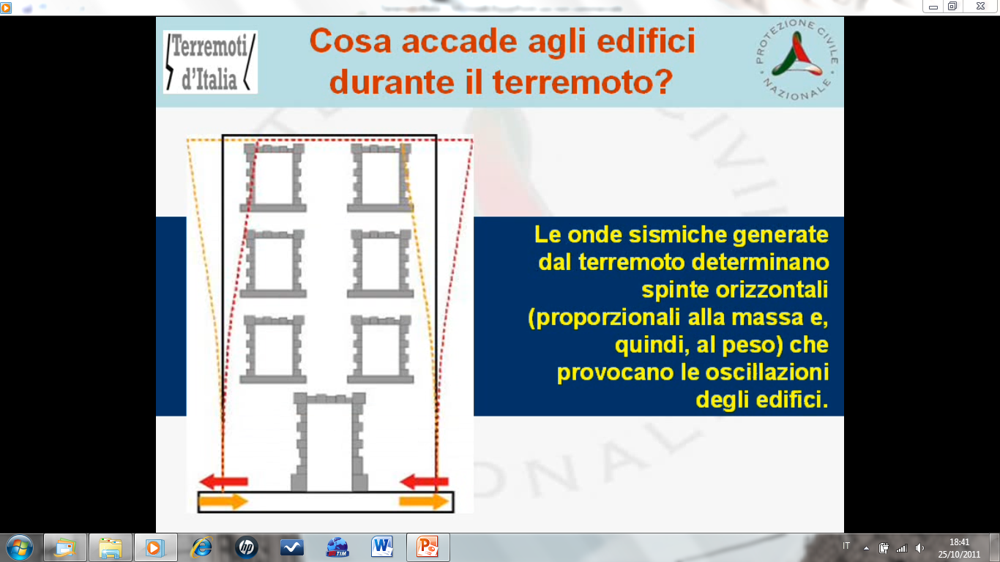 Terremoti
d'Italia
Cosa accade agli edifici
durante il terremoto?
PROTEZIONE CIVILE
NAZIONALE
Le onde sismiche generate
dal terremoto determinano
spinte orizzontali
(proporzionali alla massa e,
quindi, al peso) che
provocano le oscillazioni
degli edifici.
hp
TIM
W
P
IT
18:41
25/10/2011